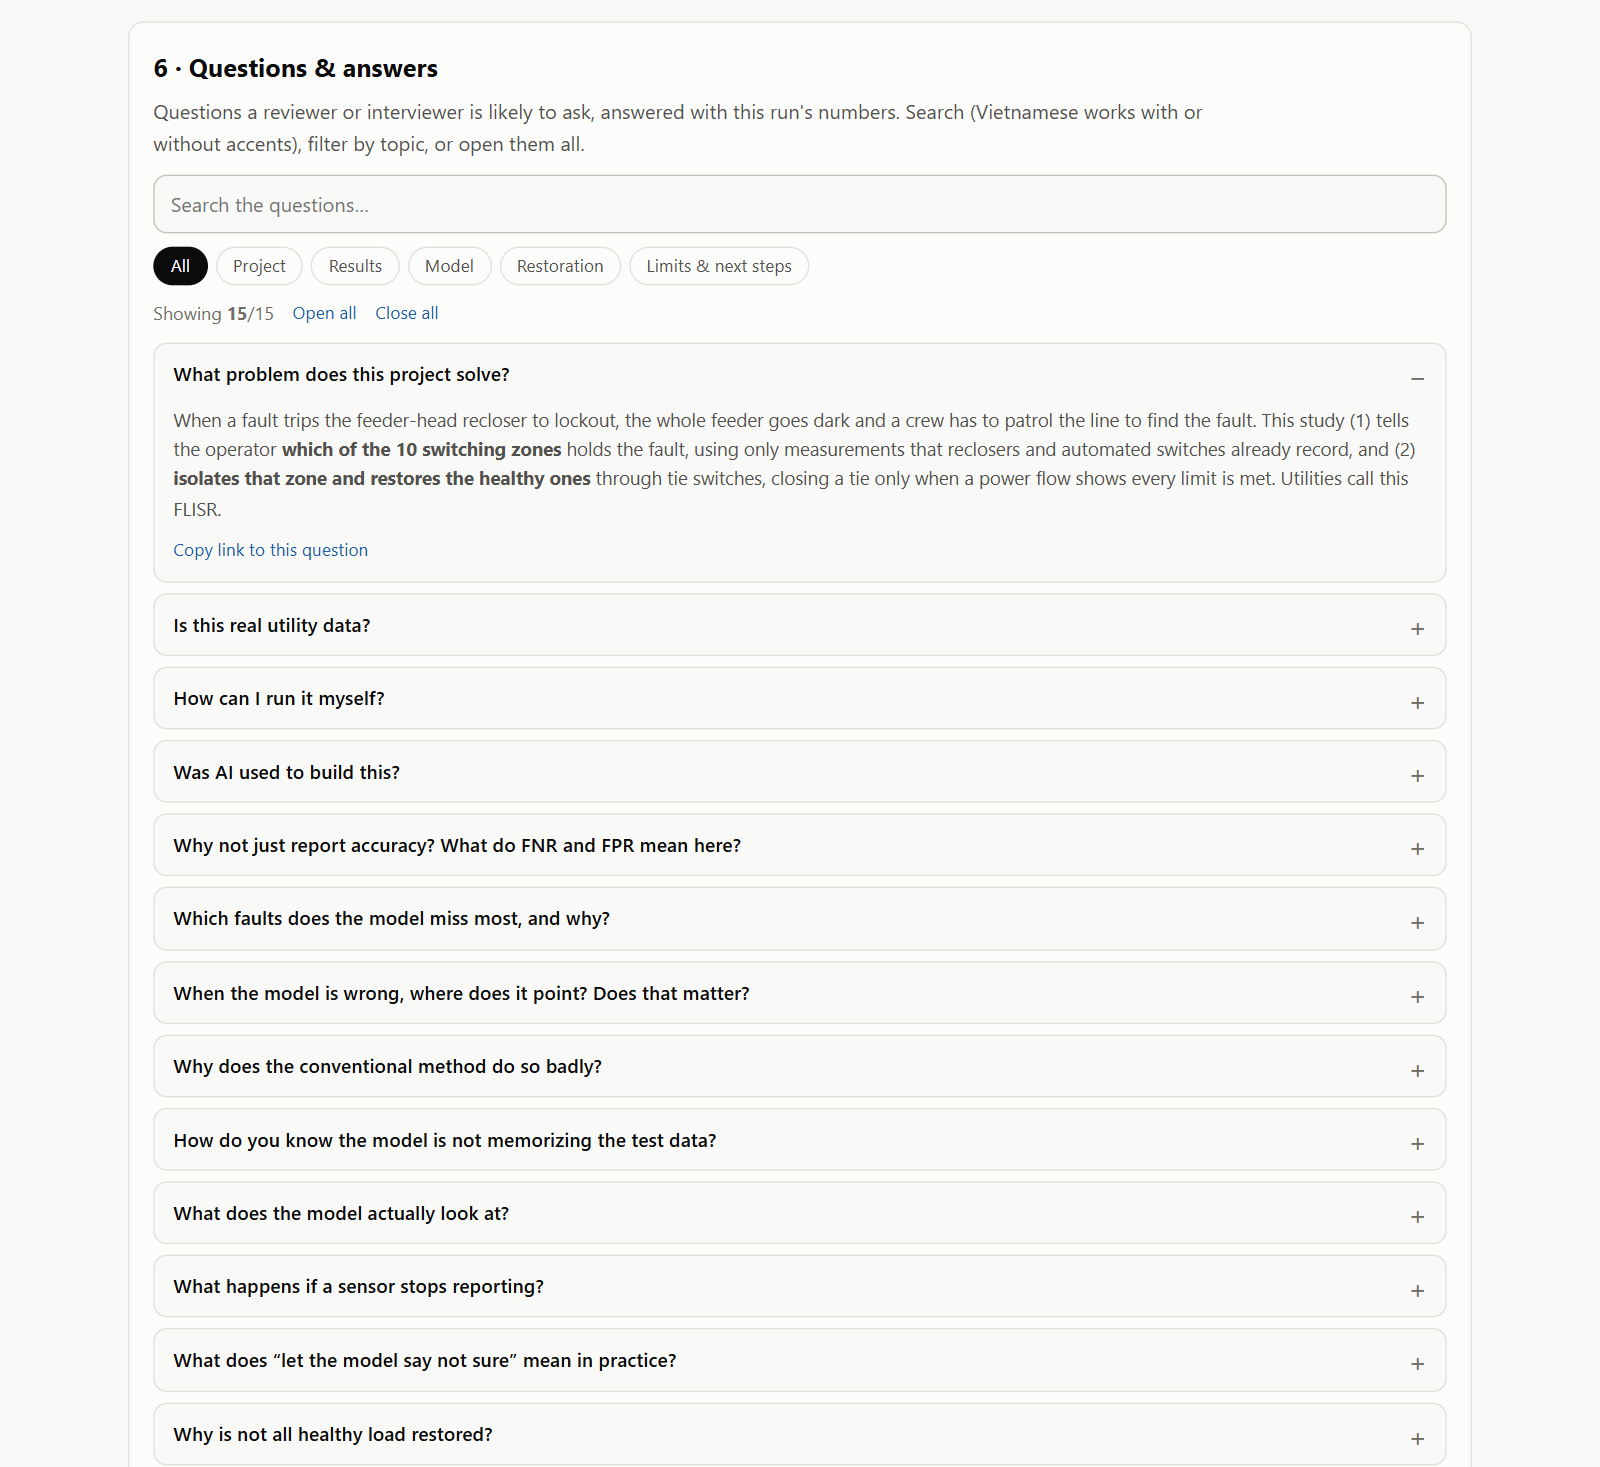 6 · Questions & answers
Questions a reviewer or interviewer is likely to ask, answered with this run's numbers. Search (Vietnamese works with or
without accents), filter by topic, or open them all.
Search the questions...
All Project Results Model Restoration Limits & next steps
Showing 15/15 Open all Close all
What problem does this project solve? −
When a fault trips the feeder-head recloser to lockout, the whole feeder goes dark and a crew has to patrol the line to find the fault. This study (1) tells
the operator which of the 10 switching zones holds the fault, using only measurements that reclosers and automated switches already record, and (2)
isolates that zone and restores the healthy ones through tie switches, closing a tie only when a power flow shows every limit is met. Utilities call this
FLISR.
Copy link to this question
Is this real utility data? +
How can I run it myself? +
Was AI used to build this? +
Why not just report accuracy? What do FNR and FPR mean here? +
Which faults does the model miss most, and why? +
When the model is wrong, where does it point? Does that matter? +
Why does the conventional method do so badly? +
How do you know the model is not memorizing the test data? +
What does the model actually look at? +
What happens if a sensor stops reporting? +
What does “let the model say not sure” mean in practice? +
Why is not all healthy load restored? +